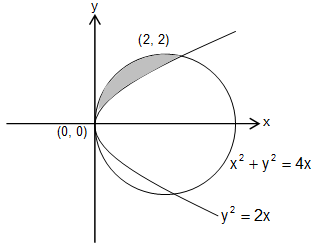 y
(2, 2)
x
(0, 0)
x² + y² = 4x
y² = 2x